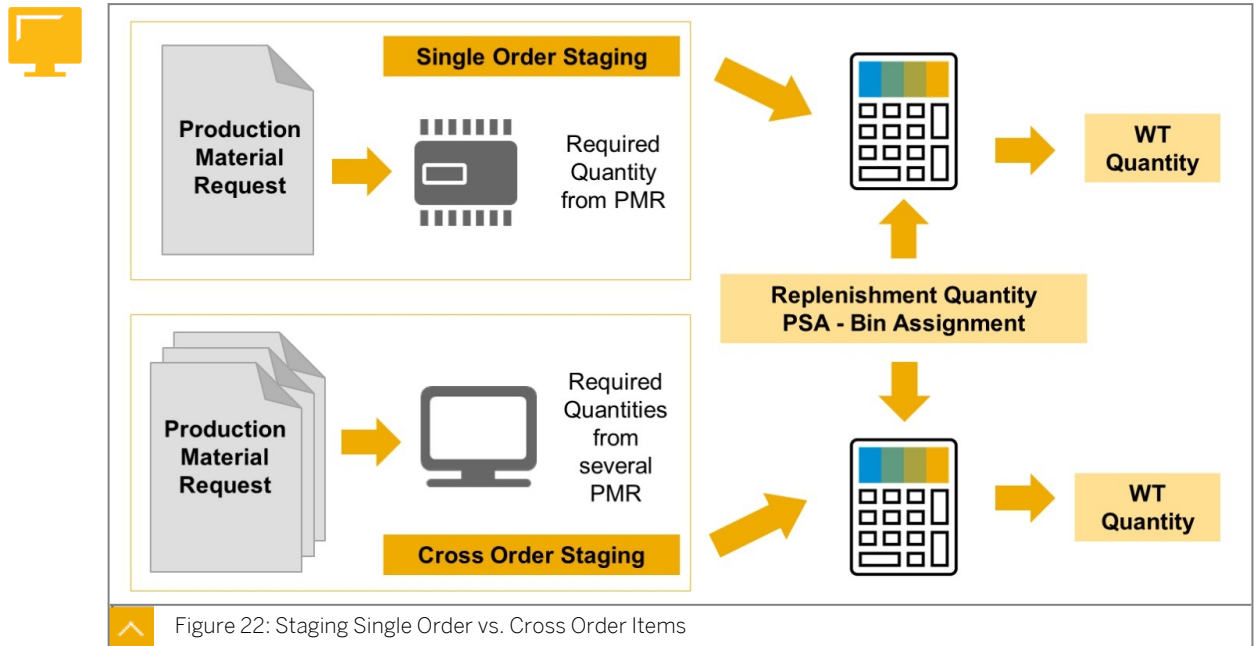 Single Order Staging
Production
Material
Request
Required
Quantity
from PMR
WT
Quantity
Replenishment Quantity
PSA - Bin Assignment
Production
Material
Request
Required
Quantities
from
several
PMR
Cross Order Staging
WT
Quantity
Figure 22: Staging Single Order vs. Cross Order Items